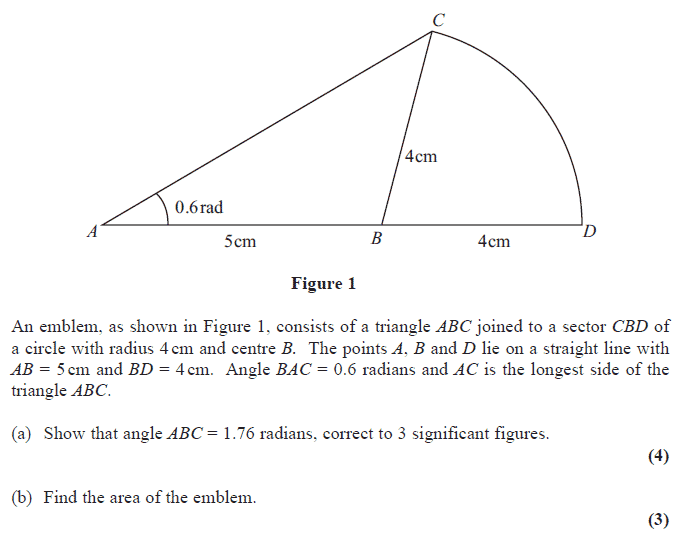 C
4cm
0.6rad
A
B
D
5cm
4cm
Figure 1
An emblem, as shown in Figure 1, consists of a triangle ABC joined to a sector CBD of
a circle with radius 4 cm and centre B. The points A, B and D lie on a straight line with
AB = 5 cm and BD = 4 cm. Angle BAC = 0.6 radians and AC is the longest side of the
triangle ABC.
(a) Show that angle ABC = 1.76 radians, correct to 3 significant figures.
(4)
(b) Find the area of the emblem.
(3)